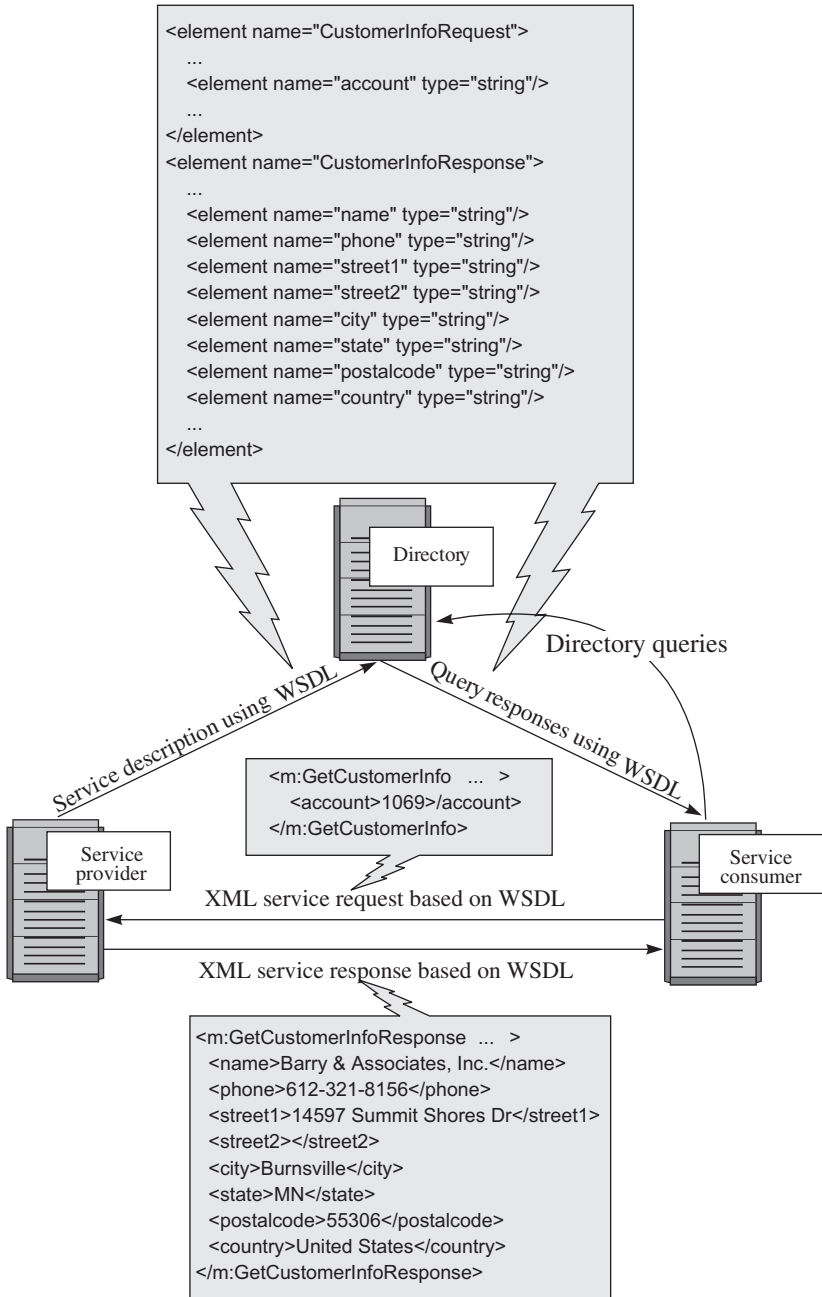 <element name="CustomerInfoRequest">
...
<element name="account" type="string"/>
...
</element>
<element name="CustomerInfoResponse">
...
<element name="name" type="string"/>
<element name="phone" type="string"/>
<element name="street1" type="string"/>
<element name="street2" type="string"/>
<element name="city" type="string"/>
<element name="state" type="string"/>
<element name="postalcode" type="string"/>
<element name="country" type="string"/>
...
</element>
Directory
Directory queries
Service description using WSDL
Query responses using WSDL
<m:GetCustomerInfo ... >
<account>1069>/account>
</m:GetCustomerInfo>
Service
provider
Service
consumer
XML service request based on WSDL
XML service response based on WSDL
<m:GetCustomerInfoResponse ... >
<name>Barry & Associates, Inc.</name>
<phone>612-321-8156</phone>
<street1>14597 Summit Shores Dr</street1>
<street2></street2>
<city>Burnsville</city>
<state>MN</state>
<postalcode>55306</postalcode>
<country>United States</country>
</m:GetCustomerInfoResponse>